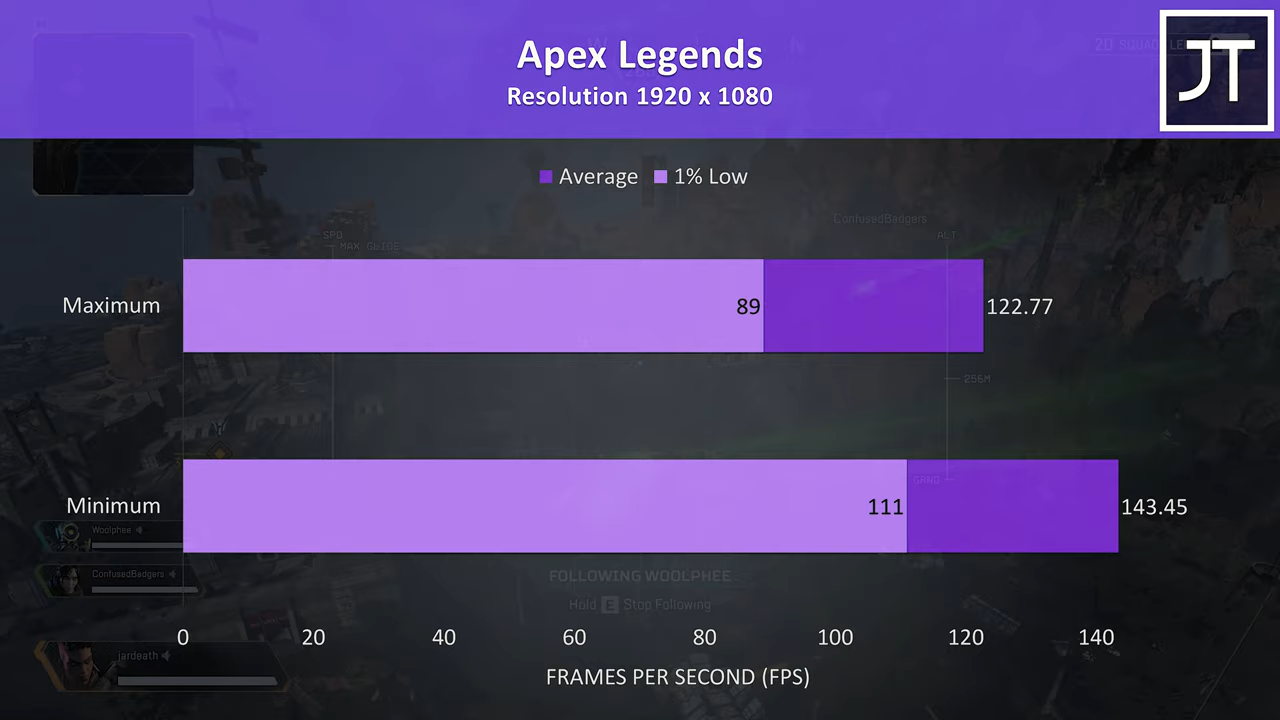 Apex Legends
Resolution 1920 x 1080
JT
Average
1% Low
ConfusedBadgers
SPD
MAX GLIDE
ALT
Maximum
89
122.77
256M
Minimum
111
143.45
GRND
Woolphee
ConfusedBadgers
FOLLOWING WOOLPHEE
Hold E Stop Following
0 20 40 60 80 100 120 140
jardeath
FRAMES PER SECOND (FPS)